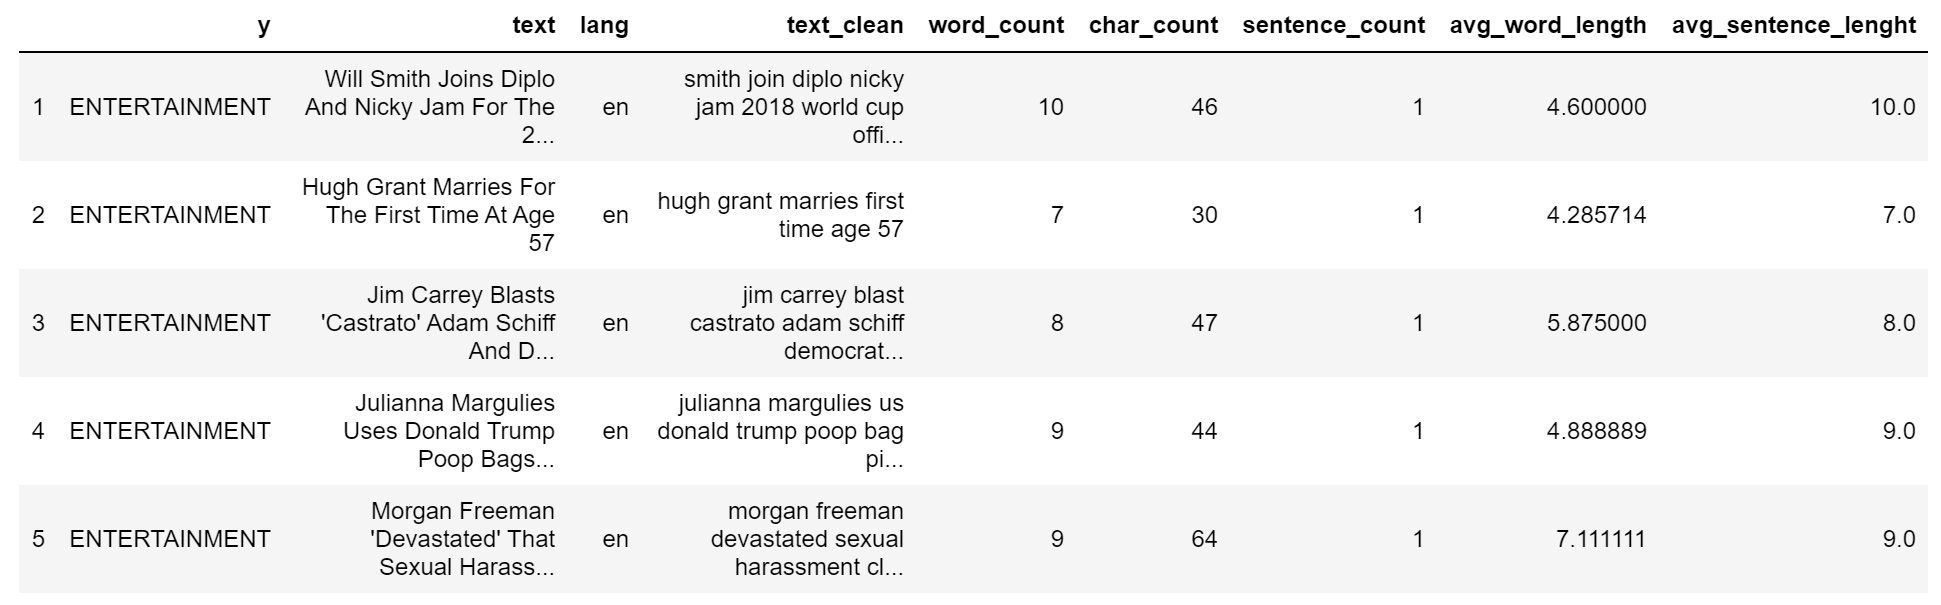 y text lang text_clean word_count char_count sentence_count avg_word_length avg_sentence_lenght
Will Smith Joins Diplo smith join diplo nicky
1 ENTERTAINMENT And Nicky Jam For The en jam 2018 world cup 10 46 1 4.600000 10.0
2... offi...
Hugh Grant Marries For
2 ENTERTAINMENT The First Time At Age en hugh grant marries first 7 30 1 4.285714 7.0
57 time age 57
Jim Carrey Blasts jim carrey blast
3 ENTERTAINMENT 'Castrato' Adam Schiff en castrato adam schiff 8 47 1 5.875000 8.0
And D... democrat...
Julianna Margulies julianna margulies us
4 ENTERTAINMENT Uses Donald Trump en donald trump poop bag 9 44 1 4.888889 9.0
Poop Bags... pi...
Morgan Freeman morgan freeman
5 ENTERTAINMENT 'Devastated' That en devastated sexual 9 64 1 7.111111 9.0
Sexual Harass... harassment cl...